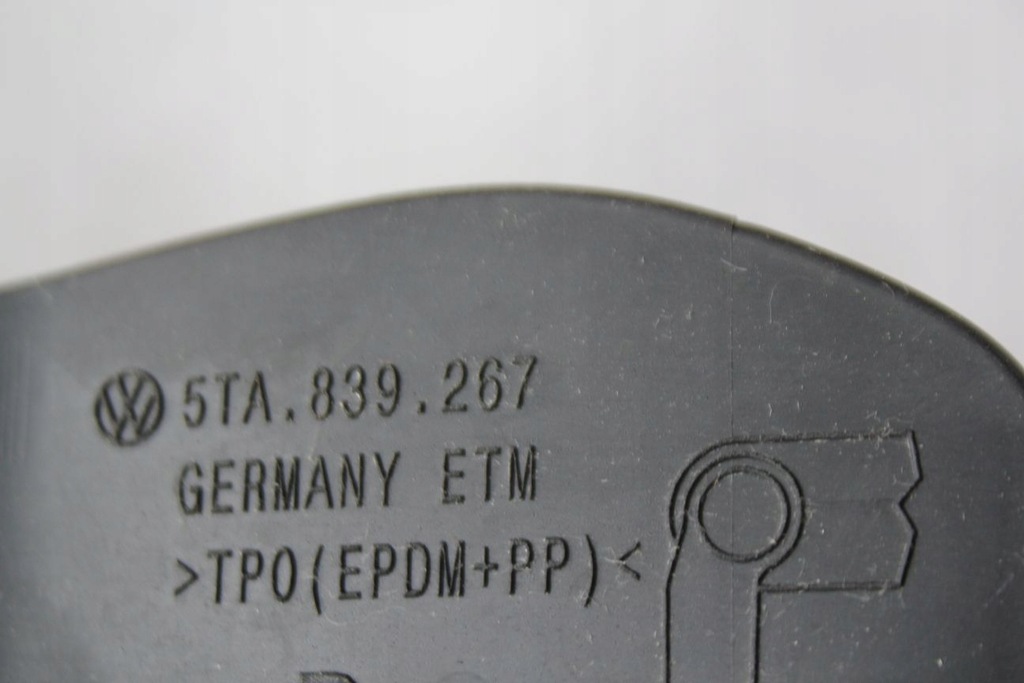 5TA.839.267
GERMANY ETM
>TPO(EPDM+PP)<